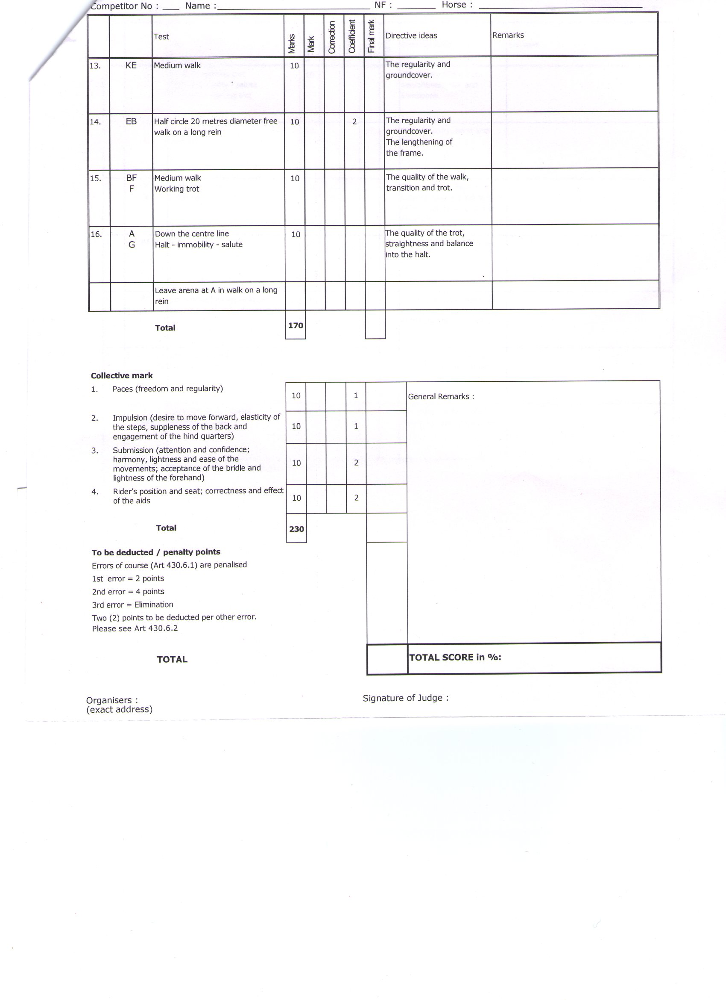 Competitor No : ___ Name :______________________________ NF : _______ Horse : ______________________________
Test Marks Mark Correction Coefficient Final mark Directive ideas Remarks
13. KE Medium walk 10 The regularity and
groundcover.
14. EB Half circle 20 metres diameter free 10 2 The regularity and
walk on a long rein groundcover.
The lengthening of
the frame.
15. BF Medium walk 10 The quality of the walk,
F Working trot transition and trot.
16. A Down the centre line 10 The quality of the trot,
G Halt - immobility - salute straightness and balance
into the halt.
Leave arena at A in walk on a long
rein
Total 170
Collective mark
1. Paces (freedom and regularity) 10 1 General Remarks :
2. Impulsion (desire to move forward, elasticity of
the steps, suppleness of the back and 10 1
engagement of the hind quarters)
3. Submission (attention and confidence;
harmony, lightness and ease of the 10 2
movements; acceptance of the bridle and
lightness of the forehand)
4. Rider's position and seat; correctness and effect 10 2
of the aids
Total 230
To be deducted / penalty points
Errors of course (Art 430.6.1) are penalised
1st error = 2 points
2nd error = 4 points
3rd error = Elimination
Two (2) points to be deducted per other error.
Please see Art 430.6.2
TOTAL TOTAL SCORE in %:
Organisers : Signature of Judge :
(exact address)